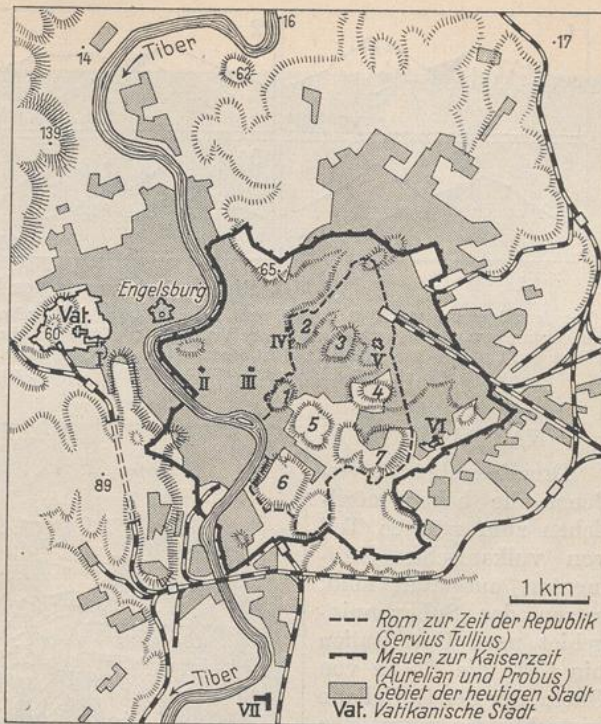 16
17
Tiber
14
62
139
65
Engelsburg
Vat.
60
I
II
III
IV
2
3
V
1
4
5
VI
7
6
89
1 km
Rom zur Zeit der Republik
(Servius Tullius)
Mauer zur Kaiserzeit
(Aurelian und Probus)
Gebiet der heutigen Stadt
Vat. Vatikanische Stadt
Tiber
VII